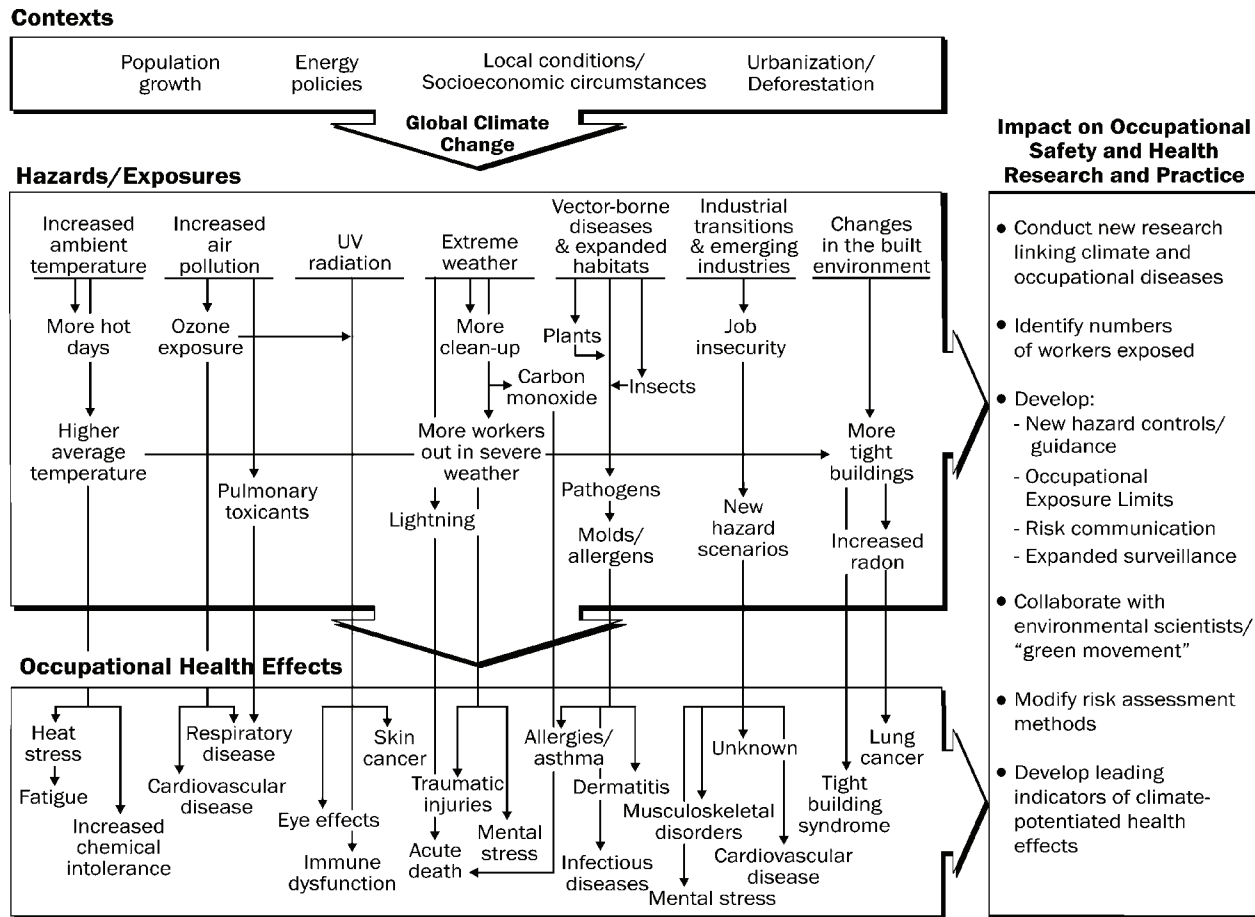 Contexts
Population
growth
Energy
policies
Local conditions/
Socioeconomic circumstances
Urbanization/
Deforestation
Global Climate
Change
Hazards/Exposures
Increased
ambient
temperature
Increased
air
pollution
UV
radiation
Extreme
weather
Vector-borne
diseases
& expanded
habitats
Industrial
transitions
& emerging
industries
Changes
in the built
environment
More hot
days
Ozone
exposure
More
clean-up
Plants
Job
insecurity
Carbon
monoxide
Insects
Higher
average
temperature
More workers
out in severe
weather
More
tight
buildings
Pulmonary
toxicants
Lightning
Pathogens
Molds/
allergens
New
hazard
scenarios
Increased
radon
Occupational Health Effects
Heat
stress
Fatigue
Increased
chemical
intolerance
Respiratory
disease
Cardiovascular
disease
Skin
cancer
Eye effects
Immune
dysfunction
Traumatic
injuries
Acute
death
Mental
stress
Allergies/
asthma
Dermatitis
Infectious
diseases
Unknown
Musculoskeletal
disorders
Mental stress
Cardiovascular
disease
Tight
building
syndrome
Lung
cancer
Impact on Occupational
Safety and Health
Research and Practice
• Conduct new research
linking climate and
occupational diseases
• Identify numbers
of workers exposed
• Develop:
- New hazard controls/
guidance
- Occupational
Exposure Limits
- Risk communication
- Expanded surveillance
• Collaborate with
environmental scientists/
“green movement”
• Modify risk assessment
methods
• Develop leading
indicators of climate-
potentiated health
effects